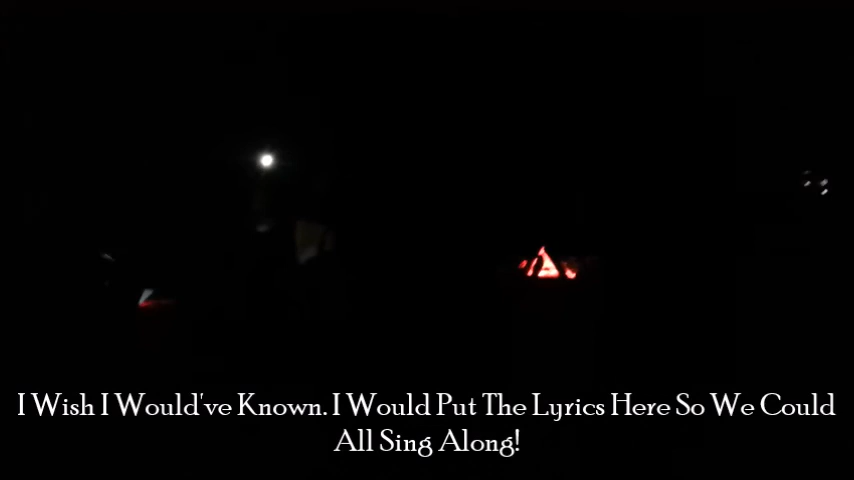 I Wish I Would've Known. I Would Put The Lyrics Here So We Could
All Sing Along!